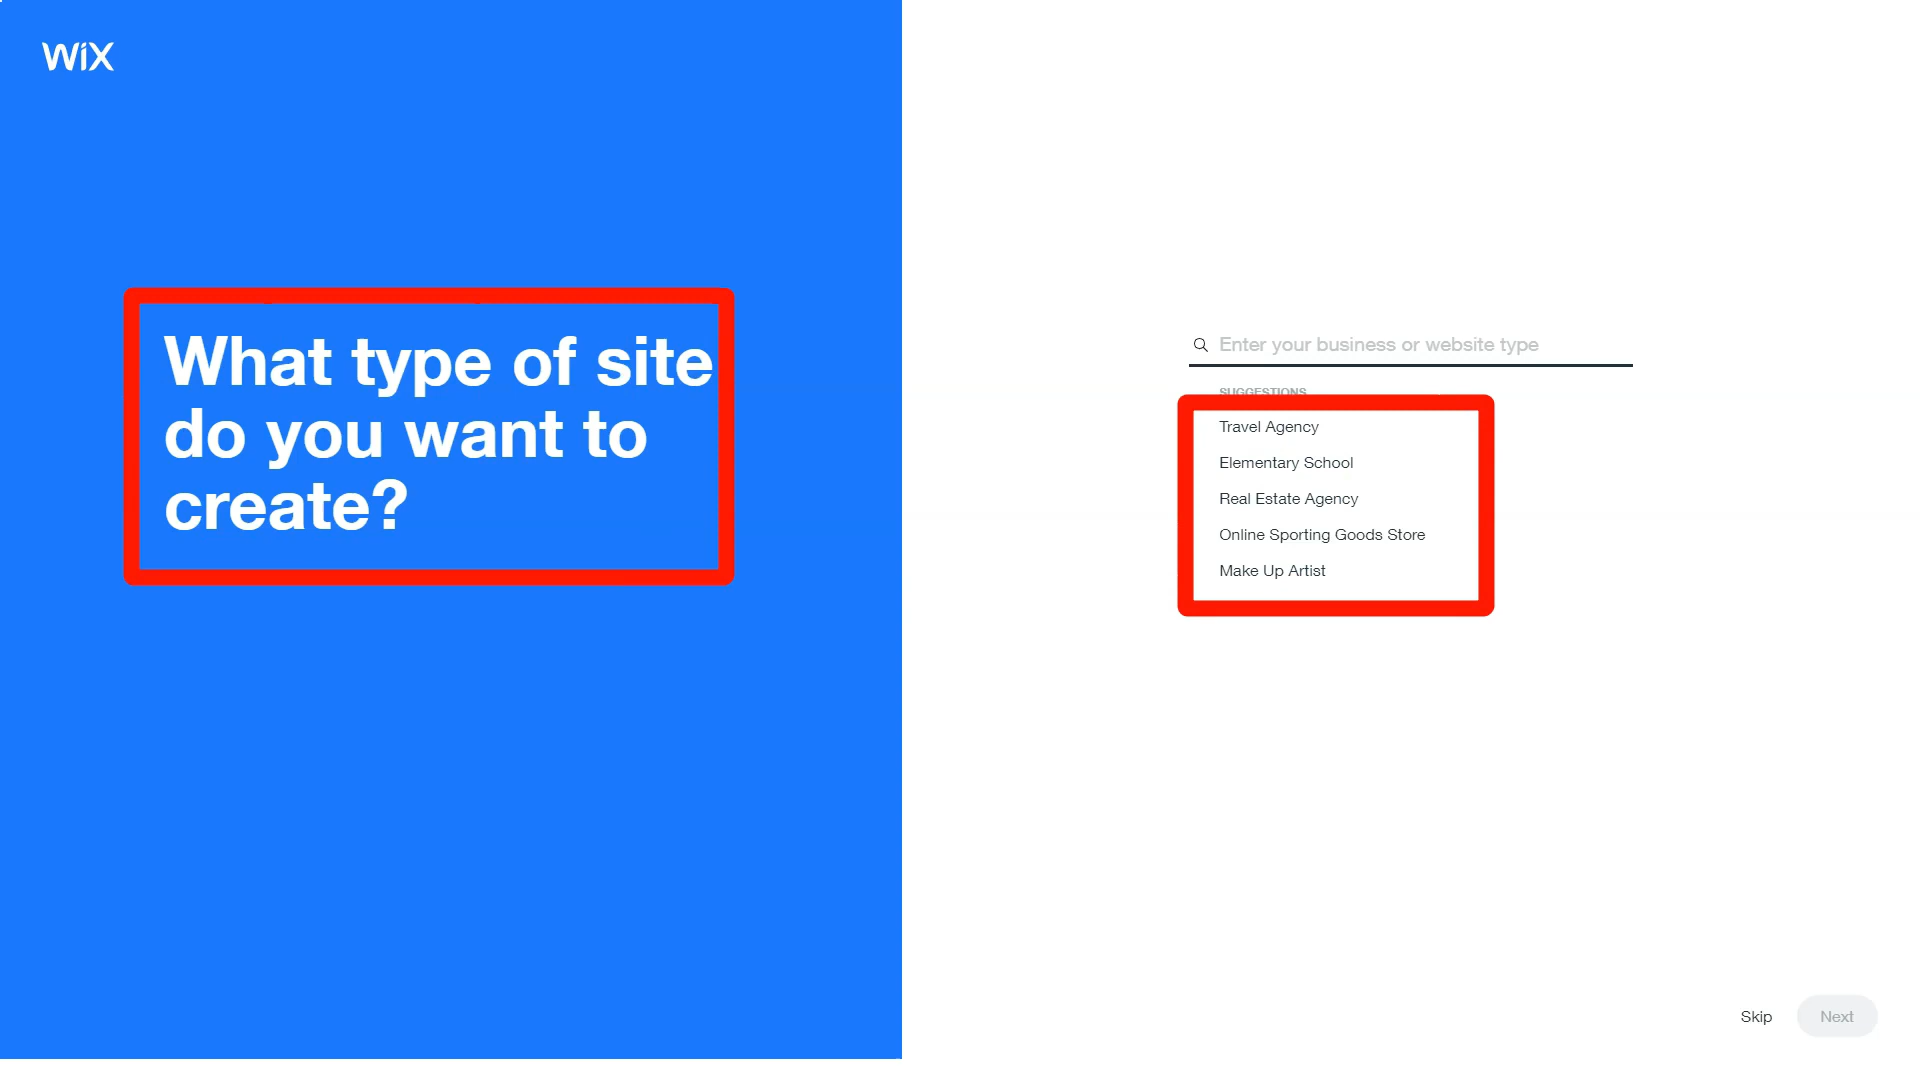 WiX
What type of site
do you want to
create?
Enter your business or website type
SUGGESTIONS
Travel Agency
Elementary School
Real Estate Agency
Online Sporting Goods Store
Make Up Artist
Skip
Next